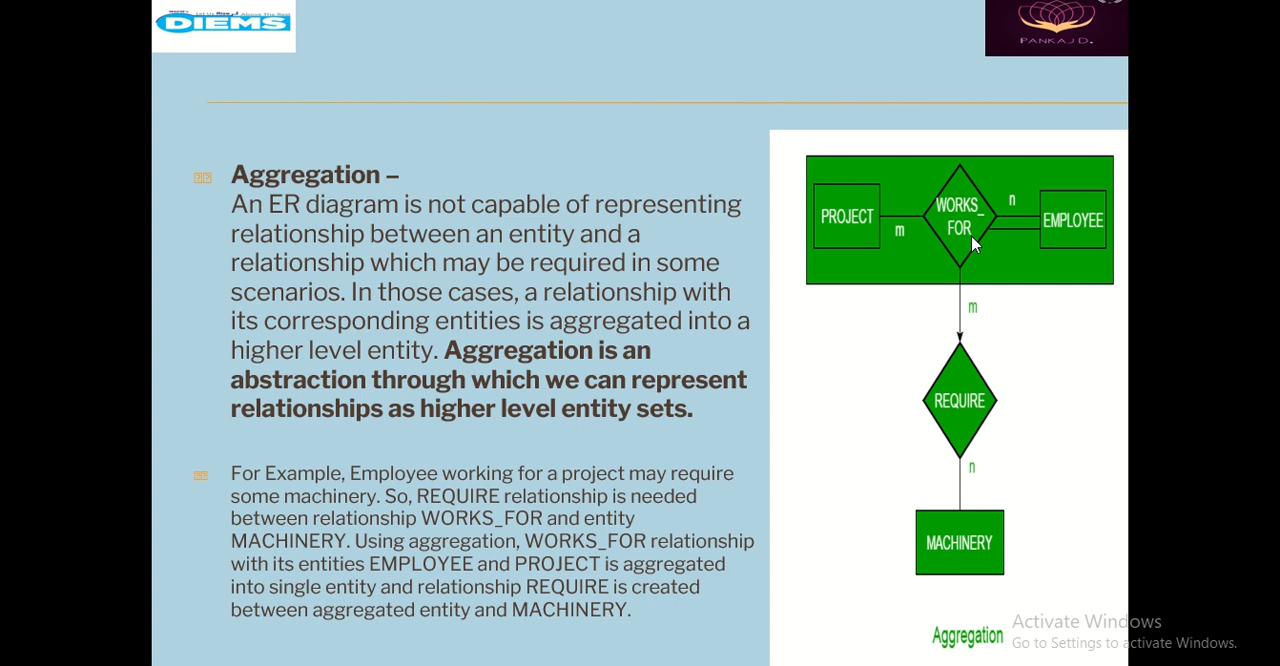 DIEMS
PANKAJ D.
Aggregation –
An ER diagram is not capable of representing
relationship between an entity and a
relationship which may be required in some
scenarios. In those cases, a relationship with
its corresponding entities is aggregated into a
higher level entity. Aggregation is an
abstraction through which we can represent
relationships as higher level entity sets.
For Example, Employee working for a project may require
some machinery. So, REQUIRE relationship is needed
between relationship WORKS_FOR and entity
MACHINERY. Using aggregation, WORKS_FOR relationship
with its entities EMPLOYEE and PROJECT is aggregated
into single entity and relationship REQUIRE is created
between aggregated entity and MACHINERY.
PROJECT
m
WORKS_
FOR
n
EMPLOYEE
m
REQUIRE
n
MACHINERY
Aggregation
Activate Windows
Go to Settings to activate Windows.